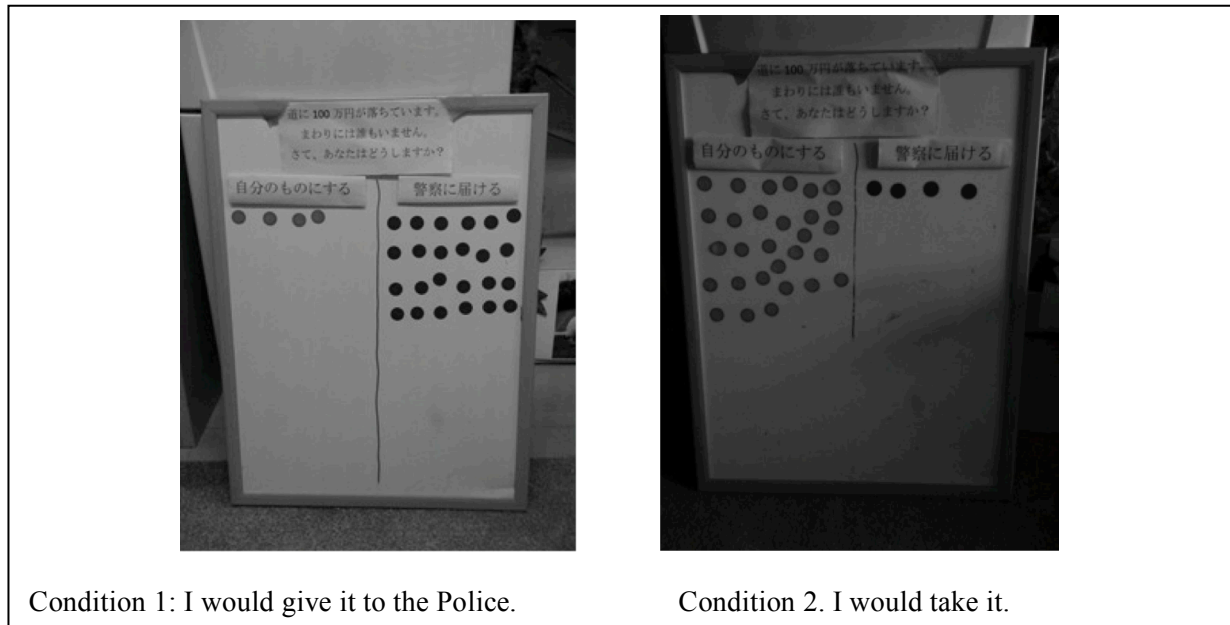 道に100万円が落ちています。
まわりには誰もいません。
さて、あなたはどうしますか？
自分のものにする
警察に届ける
道に100万円が落ちています。
まわりには誰もいません。
さて、あなたはどうしますか？
自分のものにする
警察に届ける
Condition 1: I would give it to the Police.
Condition 2. I would take it.